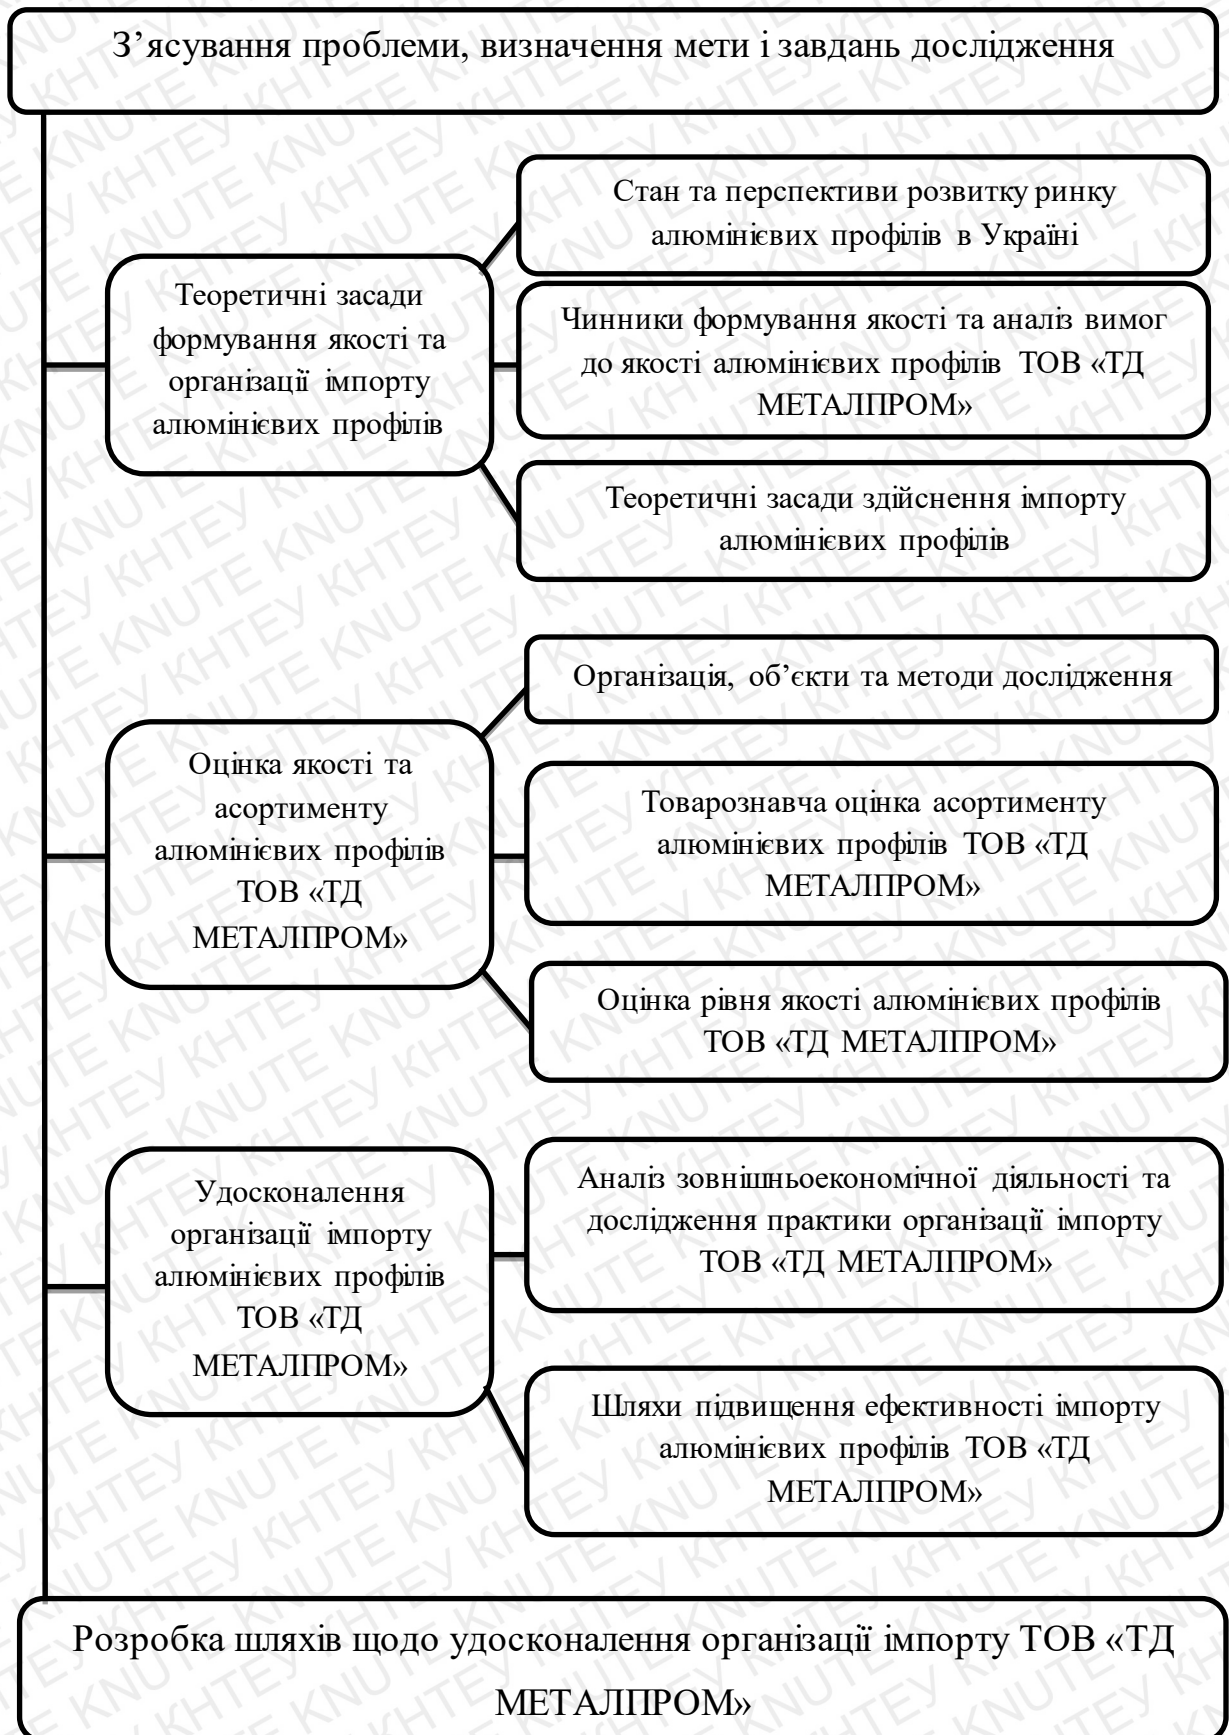 З’ясування проблеми, визначення мети і завдань дослідження
Теоретичні засади
формування якості та
організації імпорту
алюмінієвих профілів
Стан та перспективи розвитку ринку
алюмінієвих профілів в Україні
Чинники формування якості та аналіз вимог
до якості алюмінієвих профілів ТОВ «ТД
МЕТАЛПРОМ»
Теоретичні засади здійснення імпорту
алюмінієвих профілів
Оцінка якості та
асортименту
алюмінієвих профілів
ТОВ «ТД
МЕТАЛПРОМ»
Організація, об’єкти та методи дослідження
Товарознавча оцінка асортименту
алюмінієвих профілів ТОВ «ТД
МЕТАЛПРОМ»
Оцінка рівня якості алюмінієвих профілів
ТОВ «ТД МЕТАЛПРОМ»
Удосконалення
організації імпорту
алюмінієвих профілів
ТОВ «ТД
МЕТАЛПРОМ»
Аналіз зовнішньоекономічної діяльності та
дослідження практики організації імпорту
ТОВ «ТД МЕТАЛПРОМ»
Шляхи підвищення ефективності імпорту
алюмінієвих профілів ТОВ «ТД
МЕТАЛПРОМ»
Розробка шляхів щодо удосконалення організації імпорту ТОВ «ТД
МЕТАЛПРОМ»